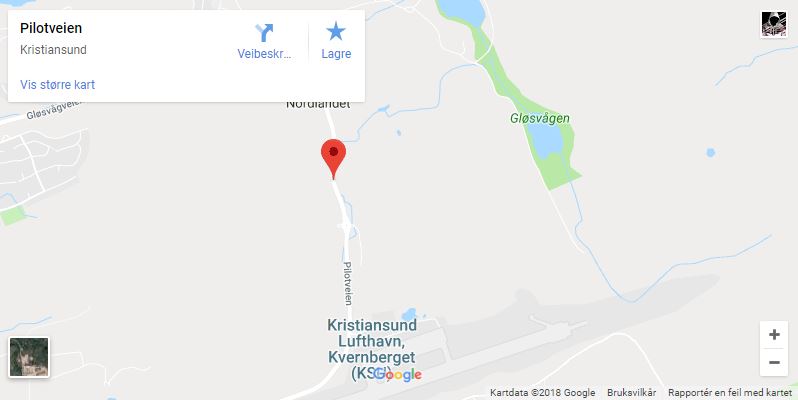 Pilotveien
Kristiansund
Veibeskr...
Lagre
Vis større kart
Nordlandet
Gløsvågveien
Gløsvågen
Pilotveien
Kristiansund
Lufthavn,
Kvernberget
Google
+
−
Kartdata ©2018 Google Bruksvilkår Rapportér en feil med kartet